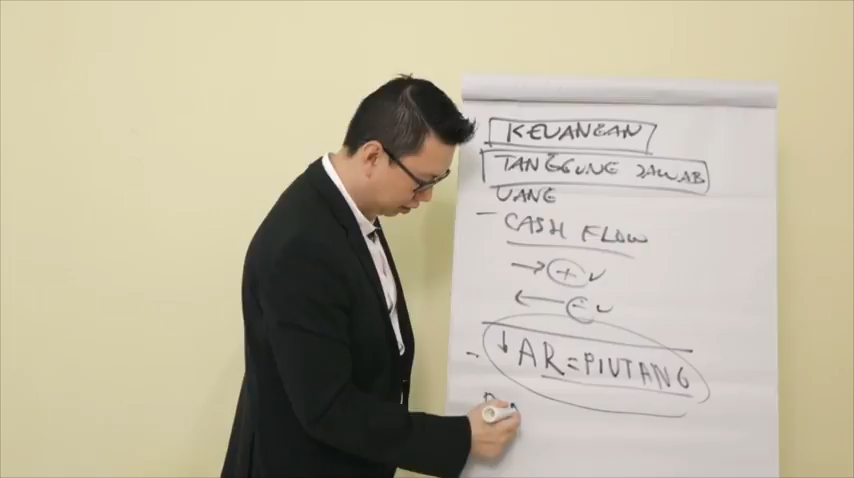 KEUANGAN
TANGGUNG JAWAB
UANG
- CASH FLOW
→ + ✓
← - ✓
- ↓ AR = PIUTANG